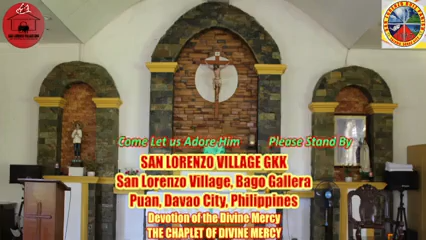 Come Let us Adore Him Please Stand By
SAN LORENZO VILLAGE GKK
San Lorenzo Village, Bago Gallera
Puan, Davao City, Philippines
Devotion of the Divine Mercy
THE CHAPLET OF DIVINE MERCY